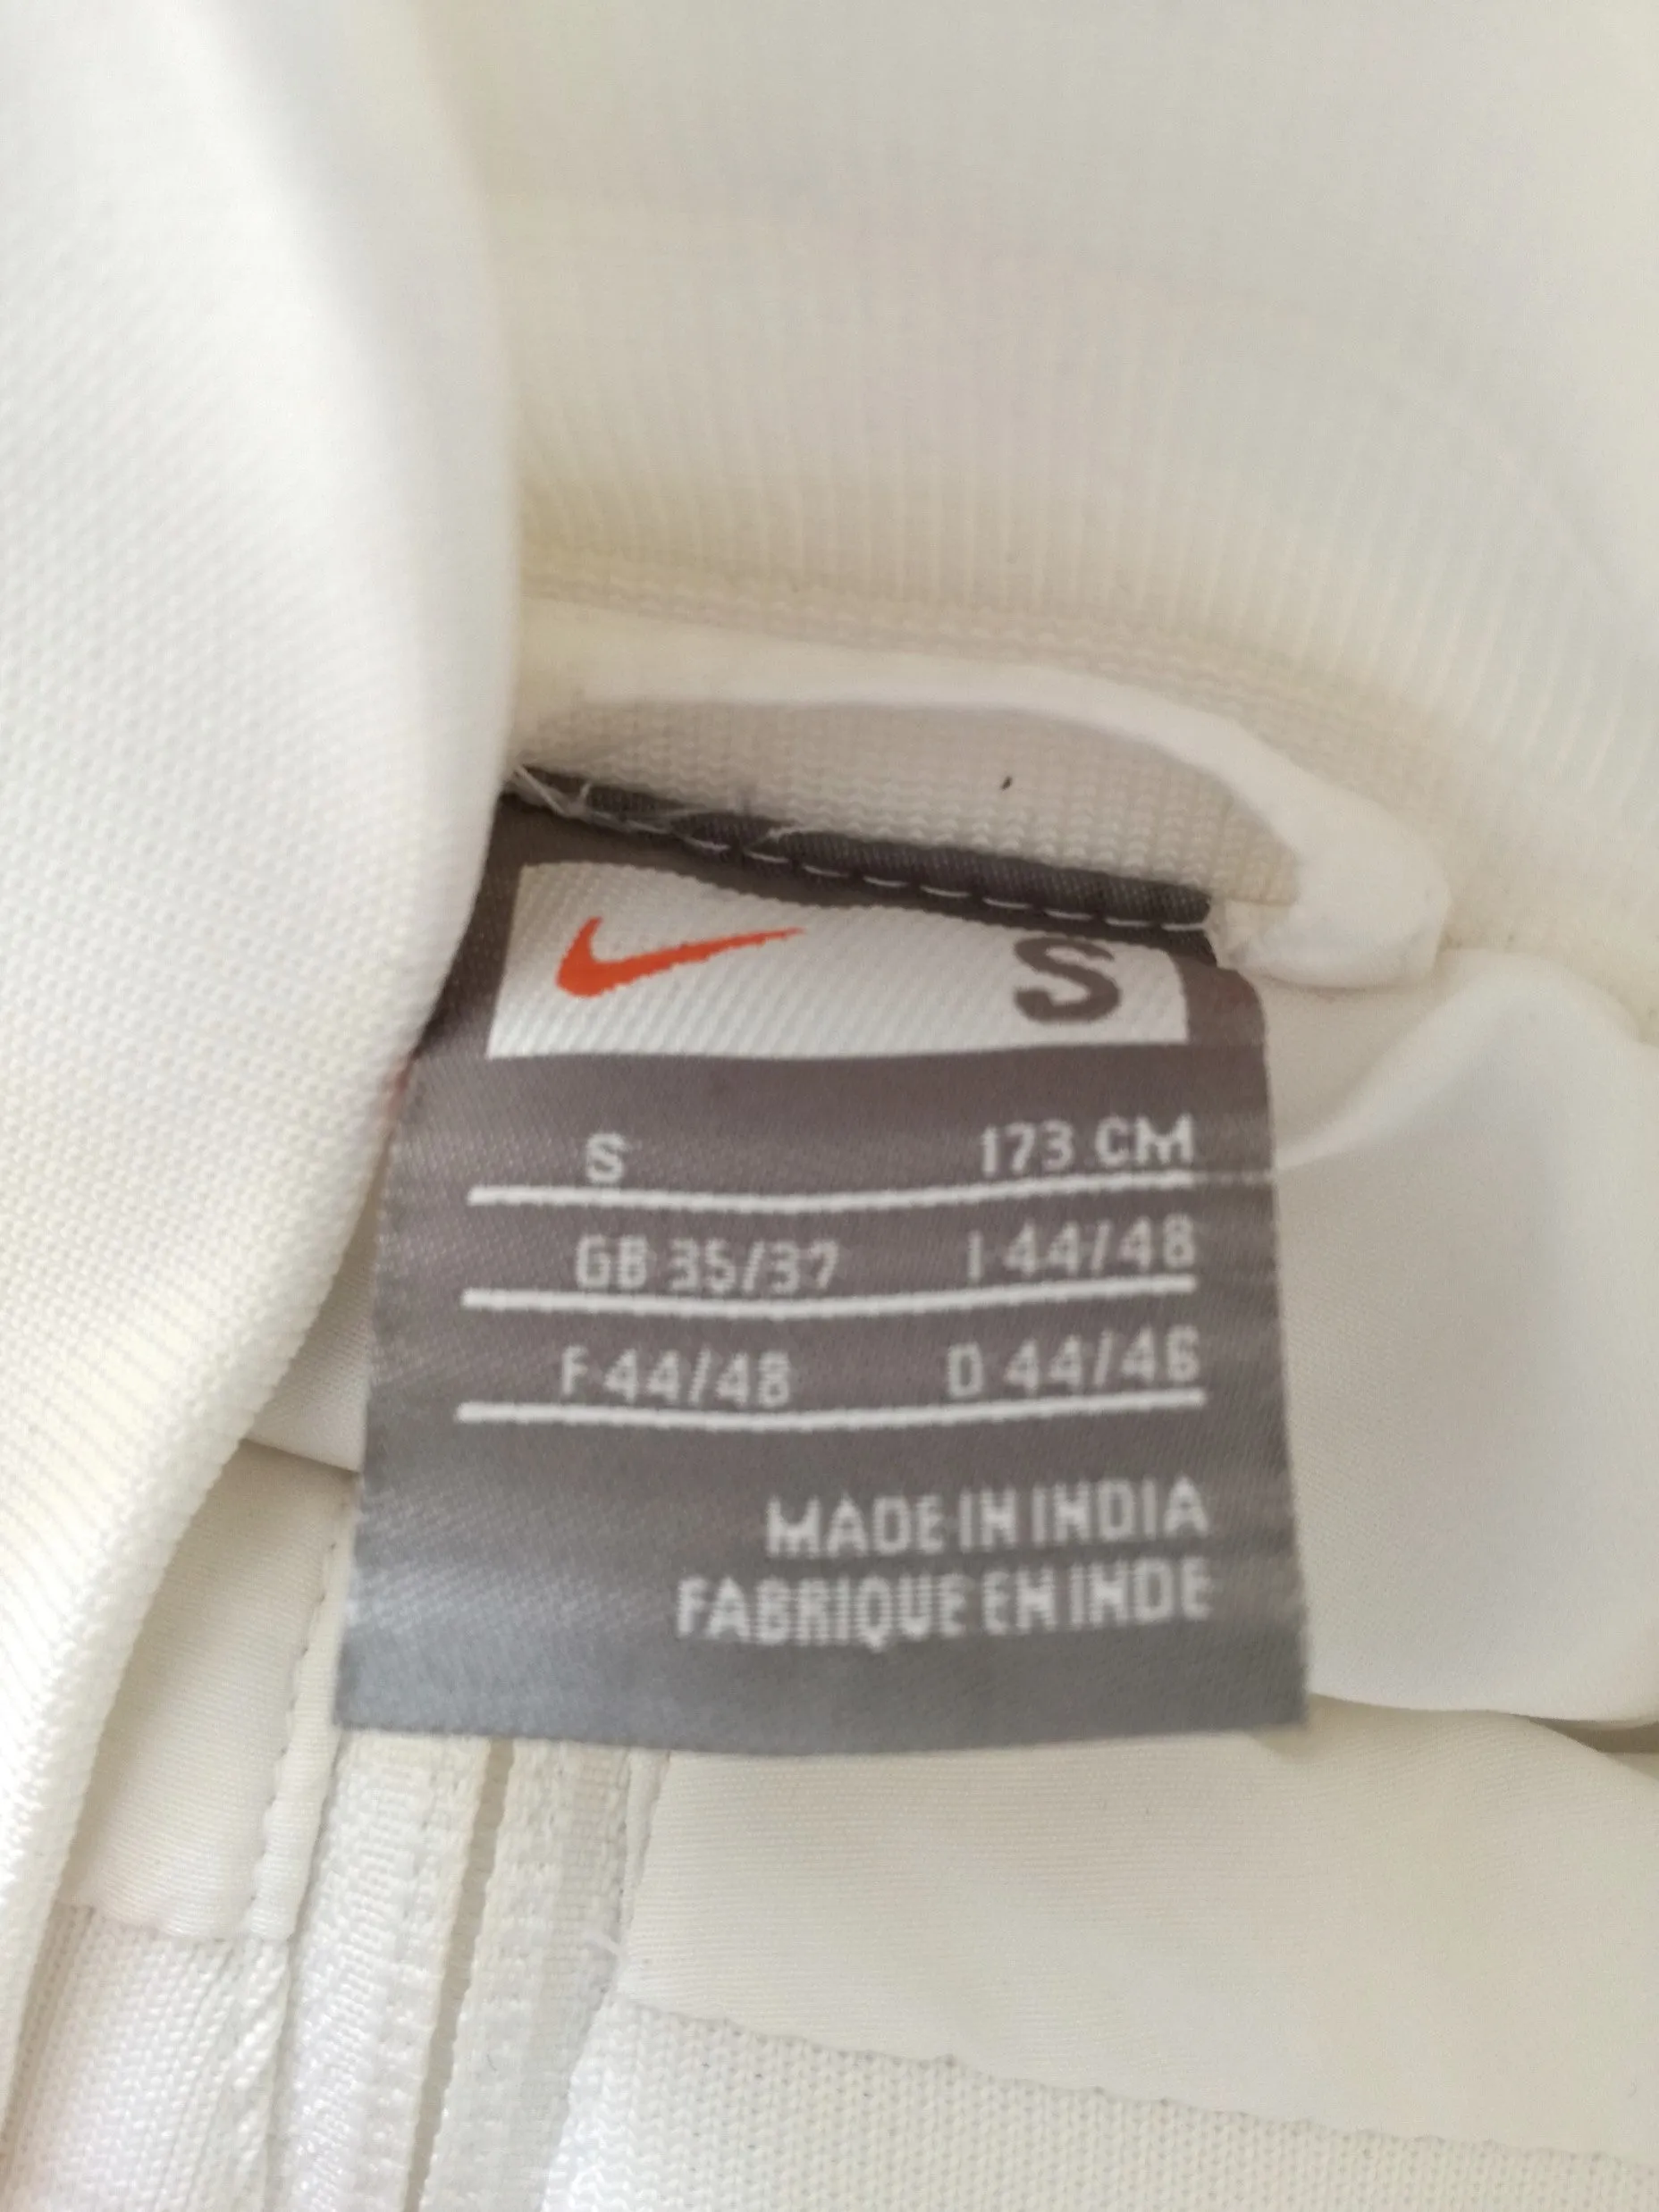 S
S 173 CM
GB 35/37 I 44/48
F 44/48 D 44/46
MADE IN INDIA
FABRIQUE EN INDE